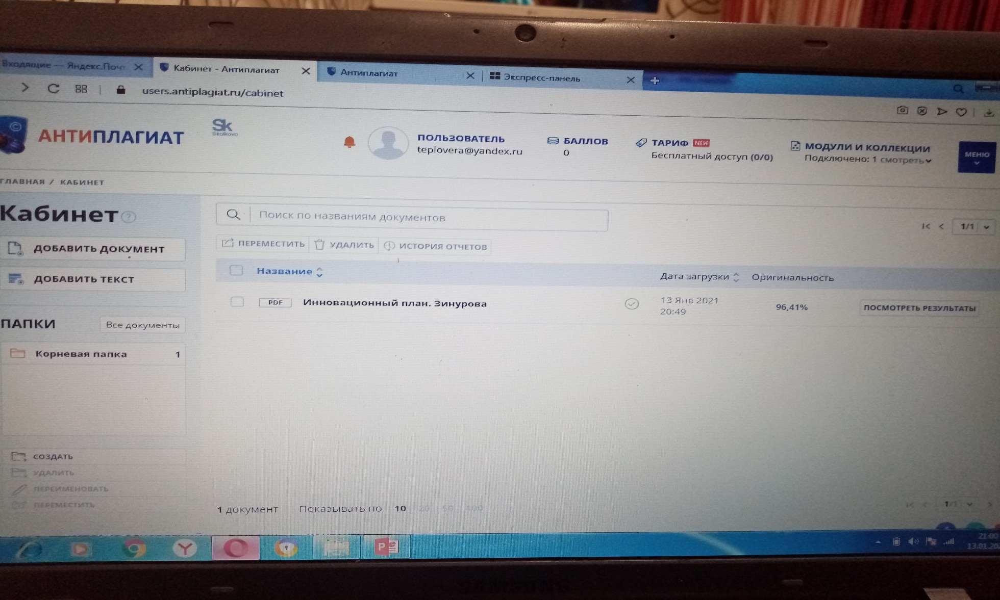 Входящие — Яндекс.Почт
Кабинет - Антиплагиат
Антиплагиат
Экспресс-панель
users.antiplagiat.ru/cabinet
АНТИПЛАГИАТ
Sk
Skolkovo
ПОЛЬЗОВАТЕЛЬ
teplovera@yandex.ru
БАЛЛОВ
0
ТАРИФ NEW
Бесплатный доступ (0/0)
МОДУЛИ И КОЛЛЕКЦИИ
Подключено: 1 смотреть
МЕНЮ
ГЛАВНАЯ / КАБИНЕТ
Кабинет ?
ДОБАВИТЬ ДОКУМЕНТ
ДОБАВИТЬ ТЕКСТ
ПАПКИ
Все документы
Корневая папка 1
СОЗДАТЬ
УДАЛИТЬ
ПЕРЕИМЕНОВАТЬ
ПЕРЕМЕСТИТЬ
Поиск по названиям документов
1/1
ПЕРЕМЕСТИТЬ УДАЛИТЬ ИСТОРИЯ ОТЧЕТОВ
Название Дата загрузки Оригинальность
PDF Инновационный план. Зинурова 13 Янв 2021 20:49 96,41% ПОСМОТРЕТЬ РЕЗУЛЬТАТЫ
1 документ Показывать по 10 20 50 100
1/1
21:00
13.01.20
SAMSUNG